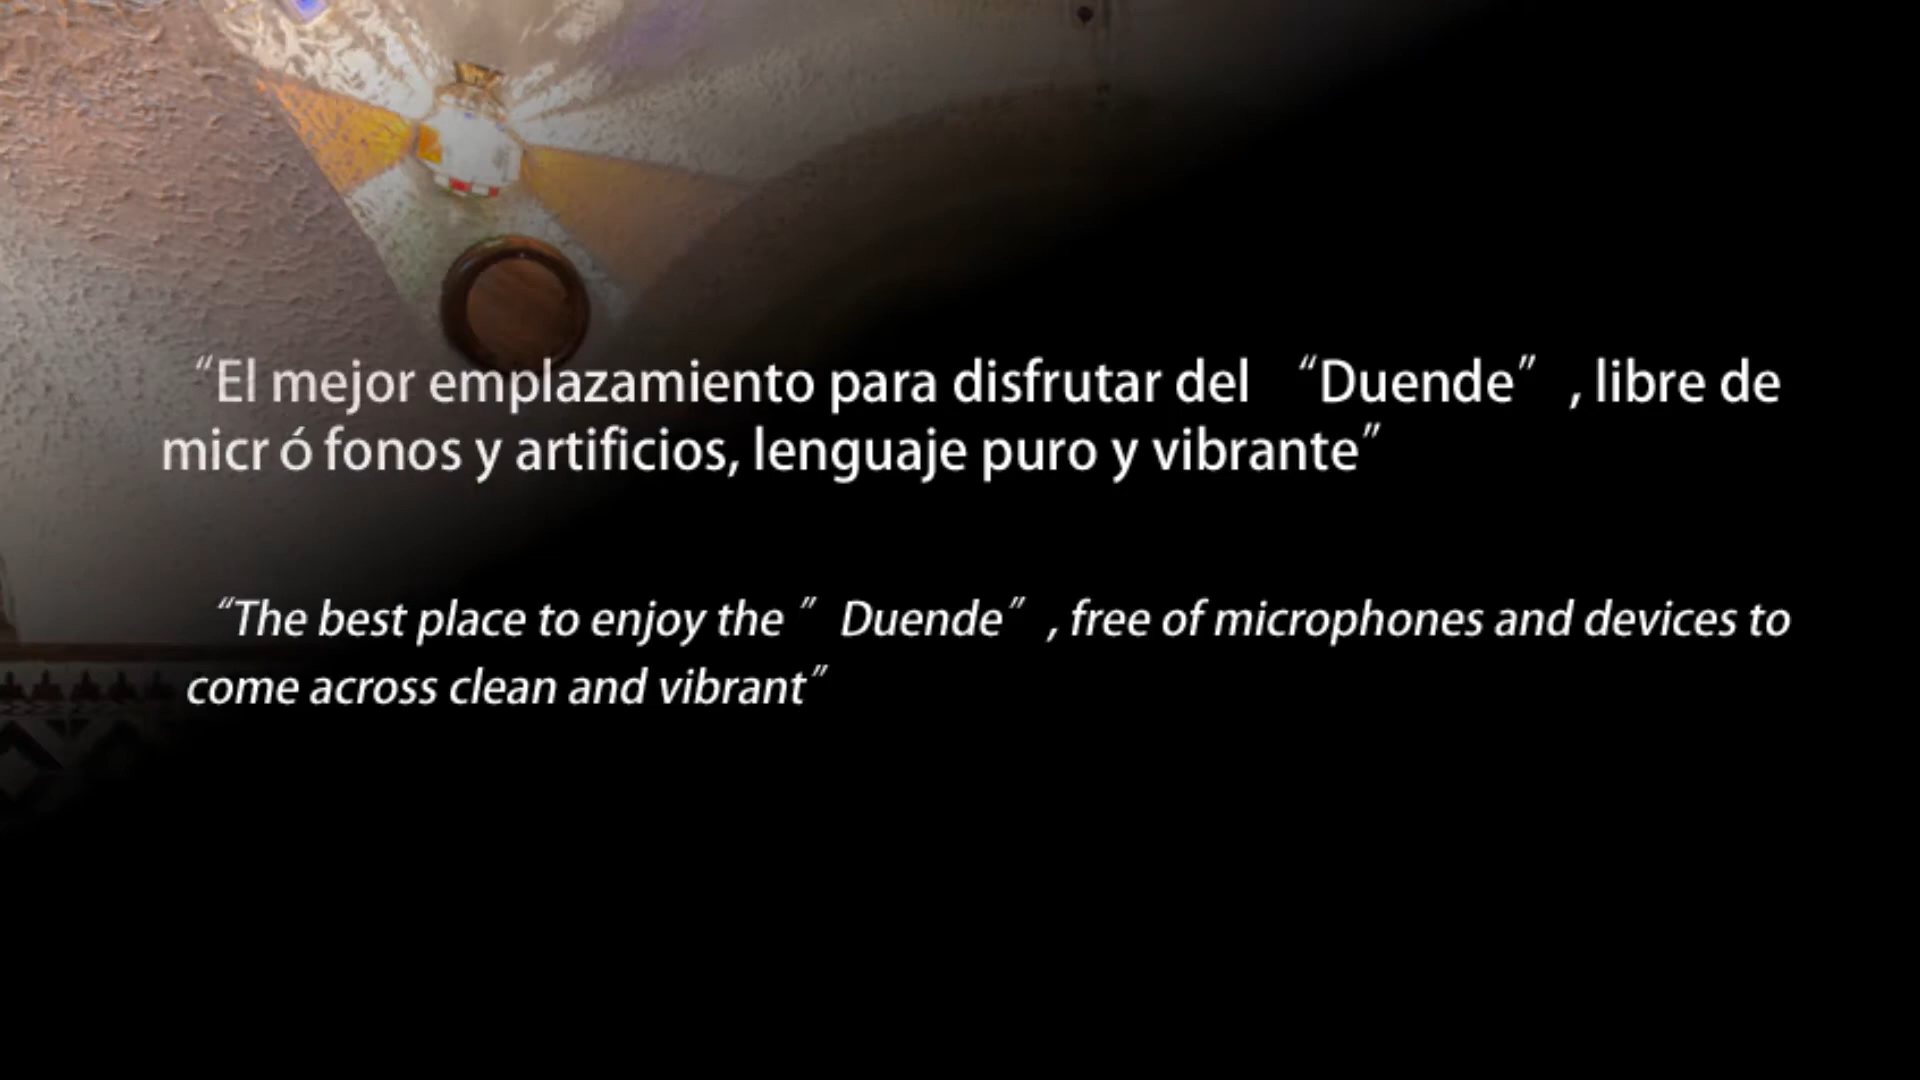 “El mejor emplazamiento para disfrutar del “Duende”, libre de
micr ó fonos y artificios, lenguaje puro y vibrante”
“The best place to enjoy the ” Duende”, free of microphones and devices to
come across clean and vibrant”